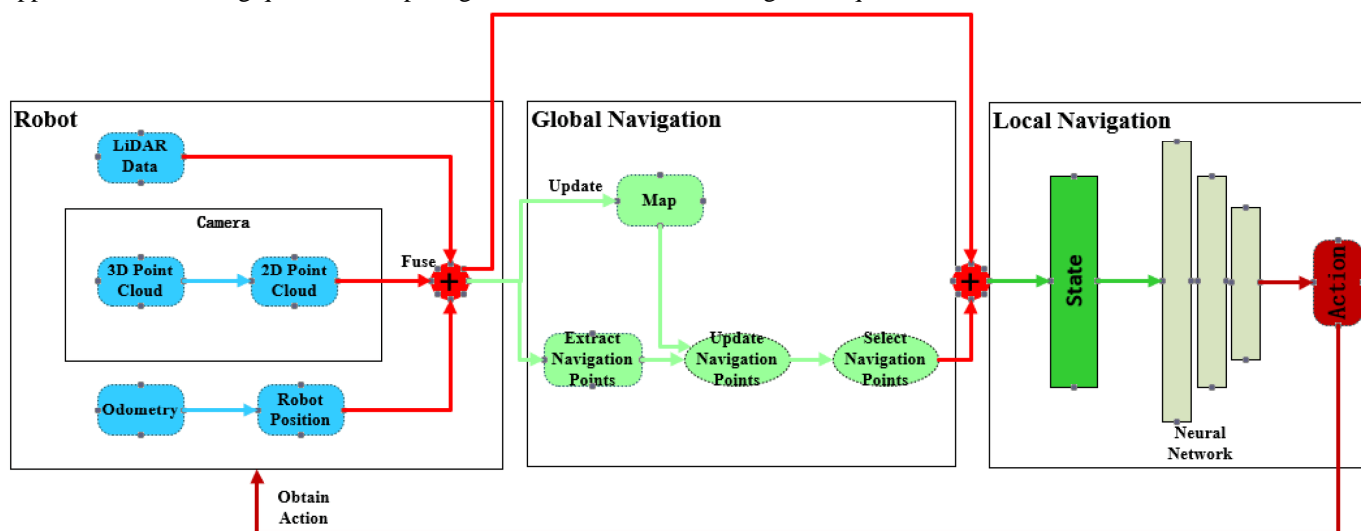 Robot
LiDAR
Data
Camera
3D Point
Cloud
2D Point
Cloud
Fuse
Odometry
Robot
Position
Obtain
Action
Global Navigation
Update
Map
Extract
Navigation
Points
Update
Navigation
Points
Select
Navigation
Points
Local Navigation
State
Neural
Network
Action